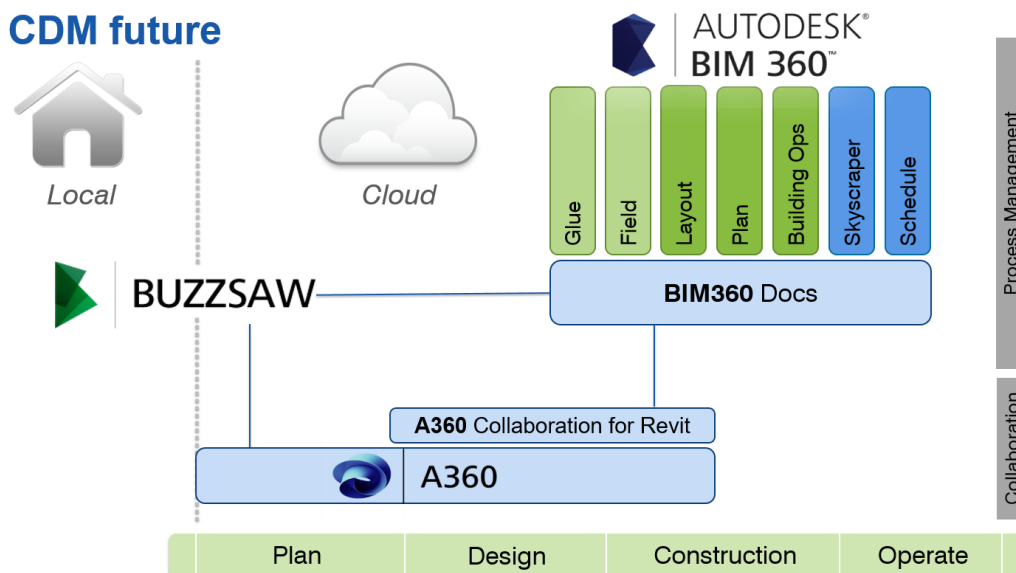 CDM future
AUTODESK®
BIM 360™
Local
Cloud
Glue
Field
Layout
Plan
Building Ops
Skyscraper
Schedule
Process Management
BUZZSAW
BIM360 Docs
A360 Collaboration for Revit
A360
Collaboration
Plan
Design
Construction
Operate